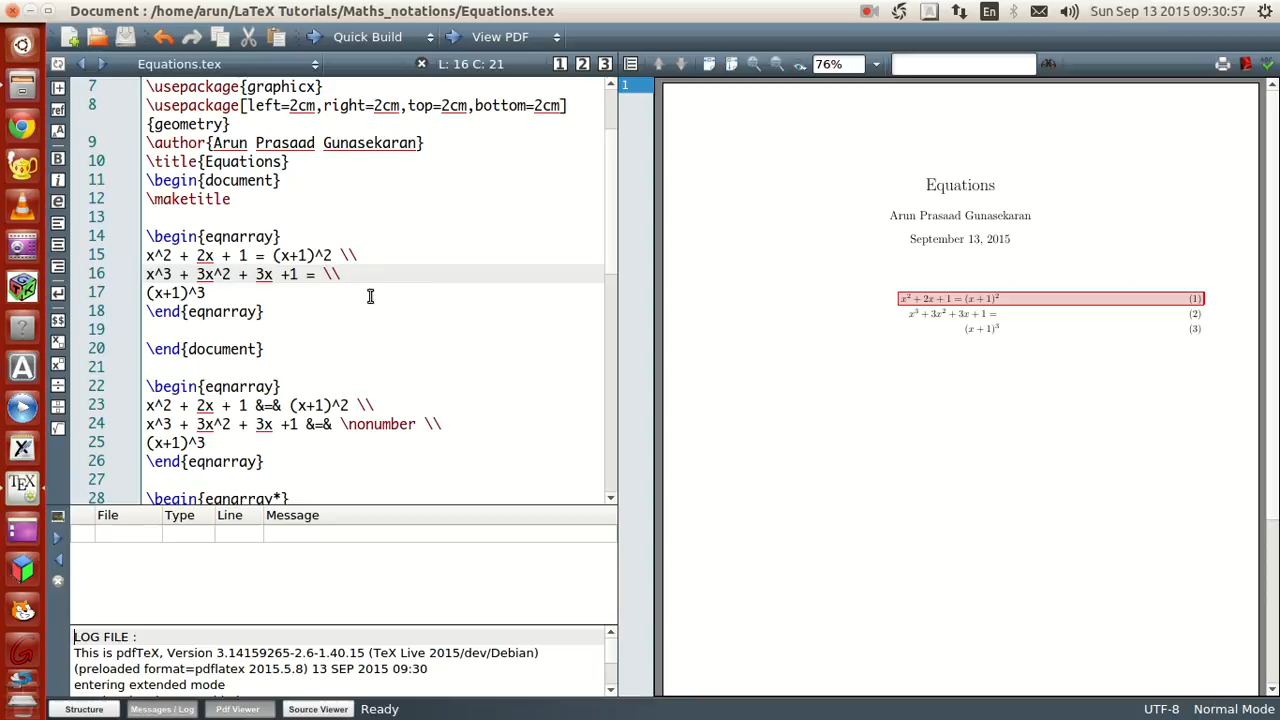 Document : /home/arun/LaTeX Tutorials/Maths_notations/Equations.tex
En
Sun Sep 13 2015 09:30:57
Quick Build
View PDF
Equations.tex
L: 16 C: 21
1 2 3
76%
7 \usepackage{graphicx}
8 \usepackage[left=2cm,right=2cm,top=2cm,bottom=2cm]
{geometry}
9 \author{Arun Prasaad Gunasekaran}
10 \title{Equations}
11 \begin{document}
12 \maketitle
13
14 \begin{eqnarray}
15 x^2 + 2x + 1 = (x+1)^2 \\
16 x^3 + 3x^2 + 3x +1 = \\
17 (x+1)^3
18 \end{eqnarray}
19
20 \end{document}
21
22 \begin{eqnarray}
23 x^2 + 2x + 1 &=& (x+1)^2 \\
24 x^3 + 3x^2 + 3x +1 &=& \nonumber \\
25 (x+1)^3
26 \end{eqnarray}
27
28 \begin{eqnarray*}
File Type Line Message
LOG FILE :
This is pdfTeX, Version 3.14159265-2.6-1.40.15 (TeX Live 2015/dev/Debian)
(preloaded format=pdflatex 2015.5.8) 13 SEP 2015 09:30
entering extended mode
Structure
Messages / Log
Pdf Viewer
Source Viewer
Ready
1
Equations
Arun Prasaad Gunasekaran
September 13, 2015
x² + 2x + 1 = (x + 1)² (1)
x³ + 3x² + 3x + 1 = (2)
(x + 1)³ (3)
UTF-8
Normal Mode